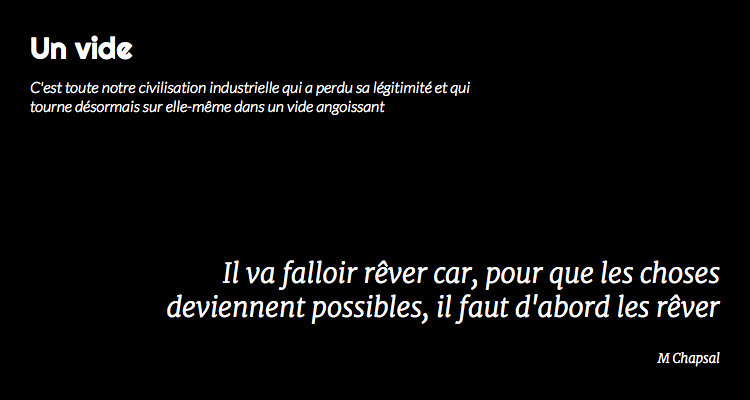 Un vide
C'est toute notre civilisation industrielle qui a perdu sa légitimité et qui
tourne désormais sur elle-même dans un vide angoissant
Il va falloir rêver car, pour que les choses
deviennent possibles, il faut d'abord les rêver
M Chapsal